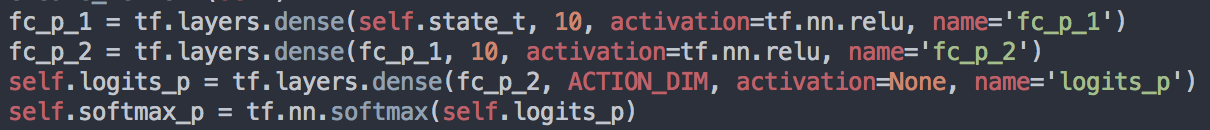 fc_p_1 = tf.layers.dense(self.state_t, 10, activation=tf.nn.relu, name='fc_p_1')
fc_p_2 = tf.layers.dense(fc_p_1, 10, activation=tf.nn.relu, name='fc_p_2')
self.logits_p = tf.layers.dense(fc_p_2, ACTION_DIM, activation=None, name='logits_p')
self.softmax_p = tf.nn.softmax(self.logits_p)